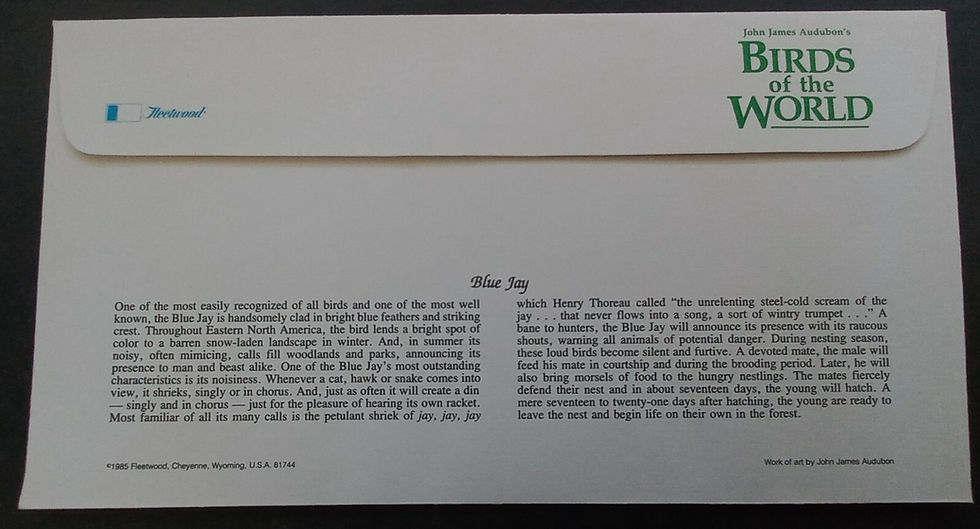 John James Audubon's
BIRDS
of the
WORLD
Fleetwood
Blue Jay
One of the most easily recognized of all birds and one of the most well
known, the Blue Jay is handsomely clad in bright blue feathers and striking
crest. Throughout Eastern North America, the bird lends a bright spot of
color to a barren snow-laden landscape in winter. And, in summer its
noisy, often mimicing, calls fill woodlands and parks, announcing its
presence to man and beast alike. One of the Blue Jay's most outstanding
characteristics is its noisiness. Whenever a cat, hawk or snake comes into
view, it shrieks, singly or in chorus. And, just as often it will create a din
— singly and in chorus — just for the pleasure of hearing its own racket.
Most familiar of all its many calls is the petulant shriek of jay, jay, jay
which Henry Thoreau called "the unrelenting steel-cold scream of the
jay . . . that never flows into a song, a sort of wintry trumpet . . ." A
bane to hunters, the Blue Jay will announce its presence with its raucous
shouts, warning all animals of potential danger. During nesting season,
these loud birds become silent and furtive. A devoted mate, the male will
feed his mate in courtship and during the brooding period. Later, he will
also bring morsels of food to the hungry nestlings. The mates fiercely
defend their nest and in about seventeen days, the young will hatch. A
mere seventeen to twenty-one days after hatching, the young are ready to
leave the nest and begin life on their own in the forest.
©1985 Fleetwood, Cheyenne, Wyoming, U.S.A. 81744
Work of art by John James Audubon